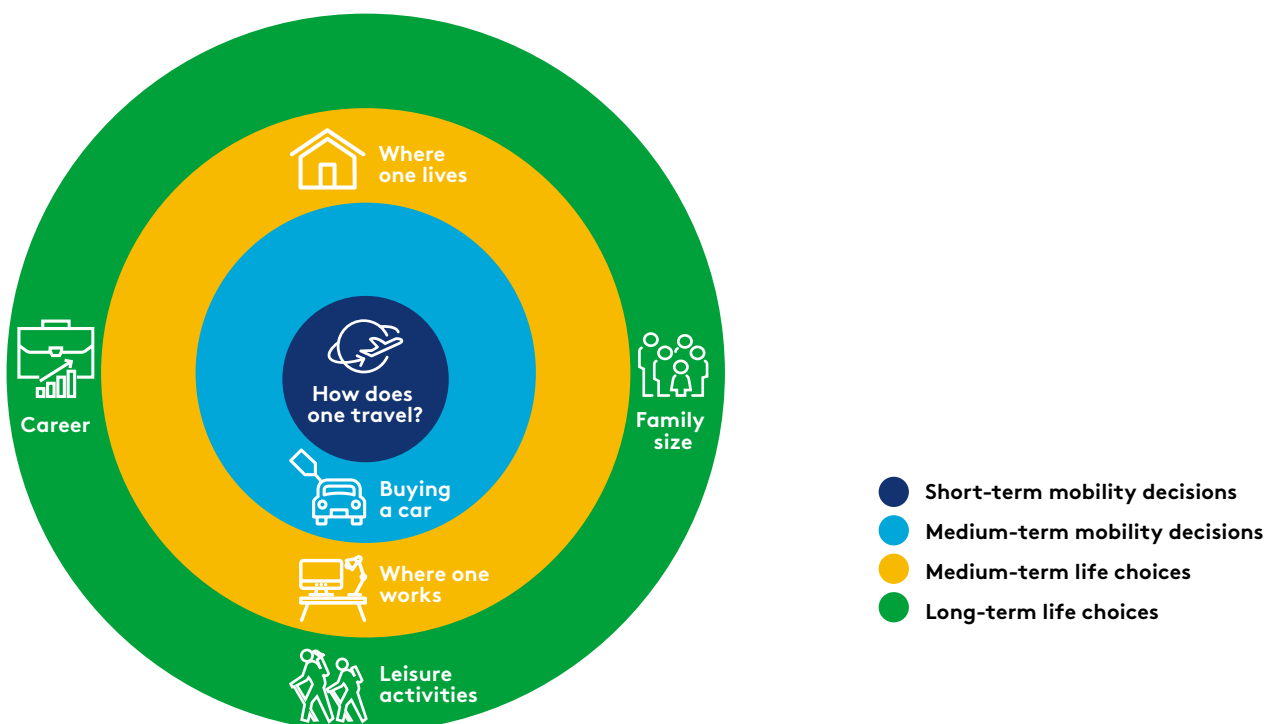 Where
one lives
How does
one travel?
Career
Family
size
Buying
a car
Where one
works
Leisure
activities
Short-term mobility decisions
Medium-term mobility decisions
Medium-term life choices
Long-term life choices